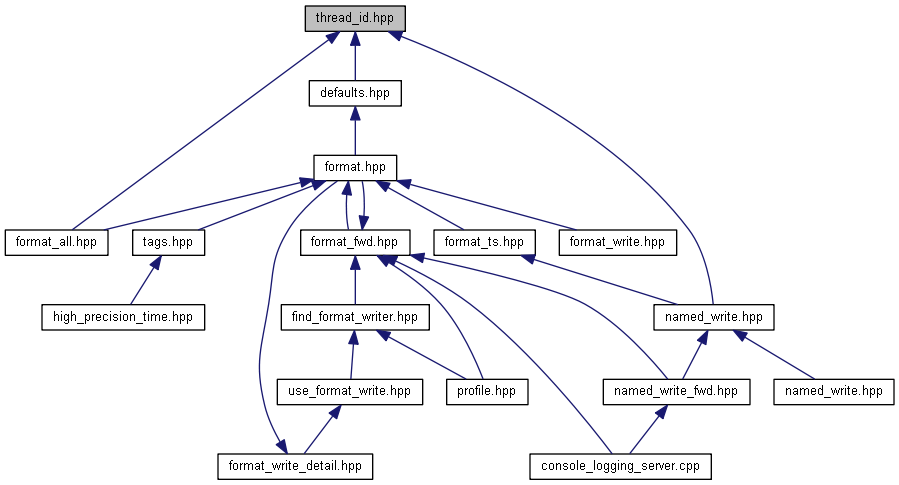 thread_id.hpp
defaults.hpp
format.hpp
format_all.hpp
tags.hpp
format_fwd.hpp
format_ts.hpp
format_write.hpp
high_precision_time.hpp
find_format_writer.hpp
named_write.hpp
use_format_write.hpp
profile.hpp
named_write_fwd.hpp
named_write.hpp
format_write_detail.hpp
console_logging_server.cpp